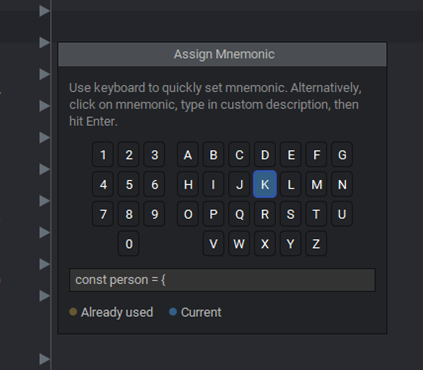 Assign Mnemonic
Use keyboard to quickly set mnemonic. Alternatively,
click on mnemonic, type in custom description, then
hit Enter.
1 2 3 A B C D E F G
4 5 6 H I J K L M N
7 8 9 O P Q R S T U
0 V W X Y Z
const person = {
Already used Current